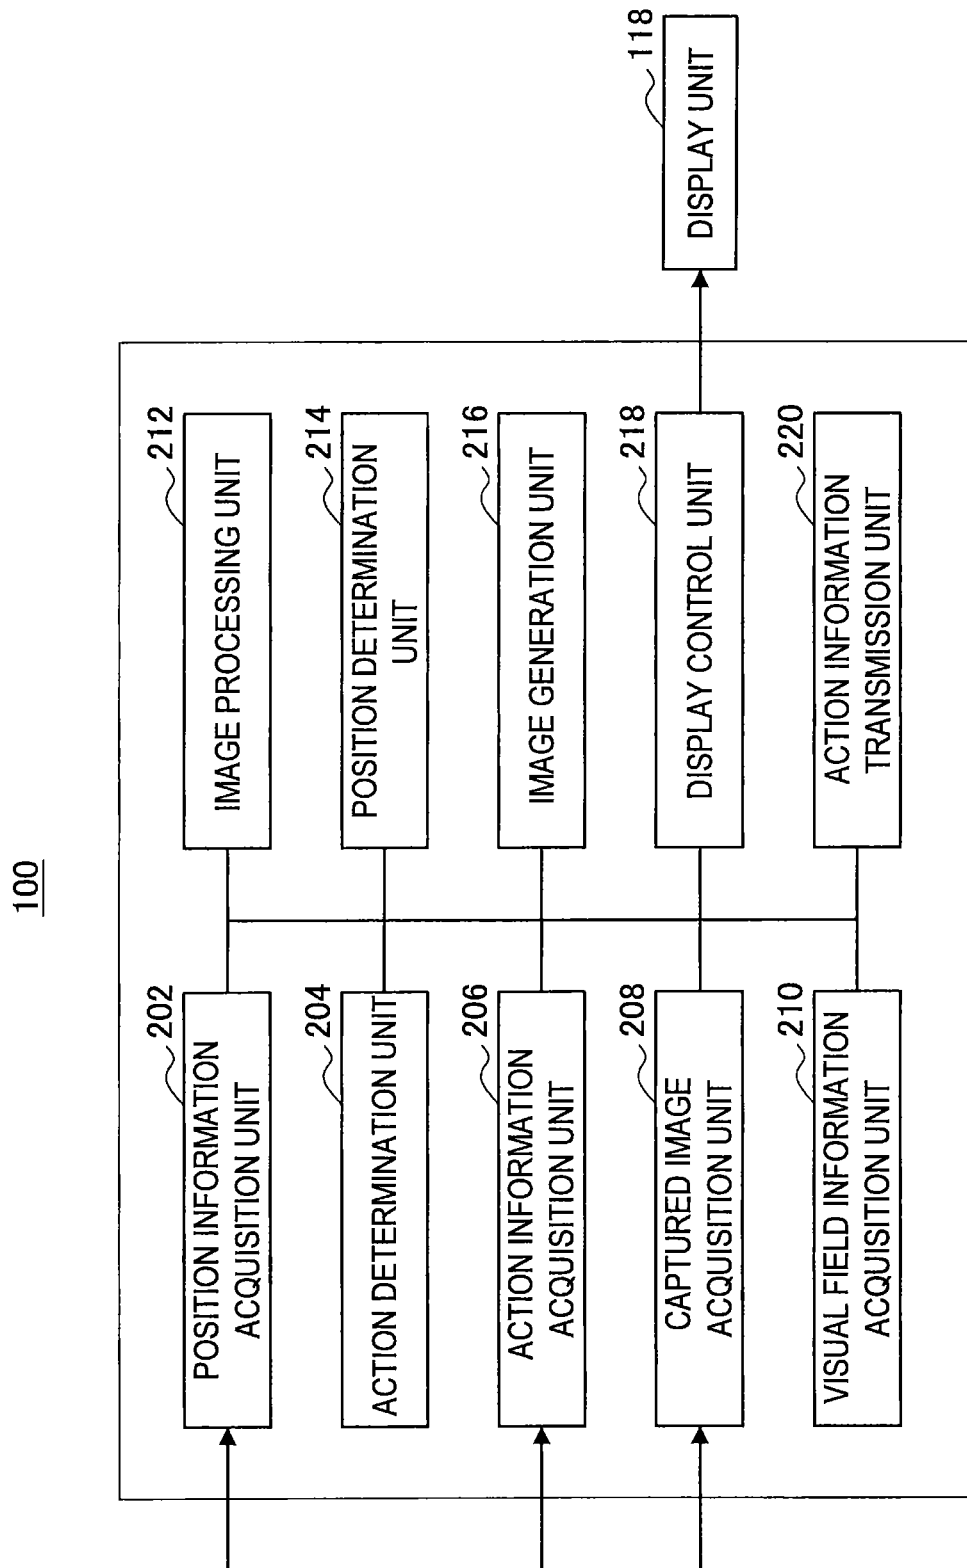 100
202
POSITION INFORMATION
ACQUISITION UNIT
204
ACTION DETERMINATION UNIT
206
ACTION INFORMATION
ACQUISITION UNIT
208
CAPTURED IMAGE
ACQUISITION UNIT
210
VISUAL FIELD INFORMATION
ACQUISITION UNIT
212
IMAGE PROCESSING UNIT
214
POSITION DETERMINATION
UNIT
216
IMAGE GENERATION UNIT
218
DISPLAY CONTROL UNIT
220
ACTION INFORMATION
TRANSMISSION UNIT
118
DISPLAY UNIT